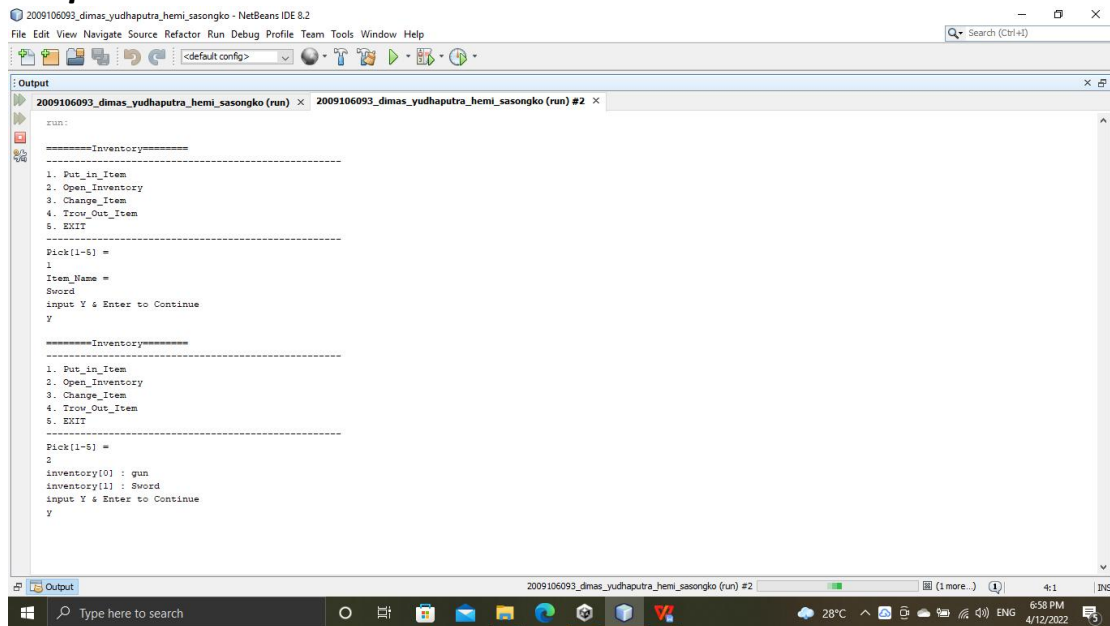 2009106093_dimas_yudhaputra_hemi_sasongko - NetBeans IDE 8.2
File Edit View Navigate Source Refactor Run Debug Profile Team Tools Window Help
Search (Ctrl+I)
<default config>
Output
2009106093_dimas_yudhaputra_hemi_sasongko (run) × 2009106093_dimas_yudhaputra_hemi_sasongko (run) #2 ×
run:
========Inventory========
----------------------------------------------------
1. Put_in_Item
2. Open_Inventory
3. Change_Item
4. Trow_Out_Item
5. EXIT
----------------------------------------------------
Pick[1-5] =
1
Item_Name =
Sword
input Y & Enter to Continue
y
========Inventory========
----------------------------------------------------
1. Put_in_Item
2. Open_Inventory
3. Change_Item
4. Trow_Out_Item
5. EXIT
----------------------------------------------------
Pick[1-5] =
2
inventory[0] : gun
inventory[1] : Sword
input Y & Enter to Continue
y
Output
2009106093_dimas_yudhaputra_hemi_sasongko (run) #2
(1 more...)
1
4:1
INS
Type here to search
28°C
ENG
6:58 PM
4/12/2022
5